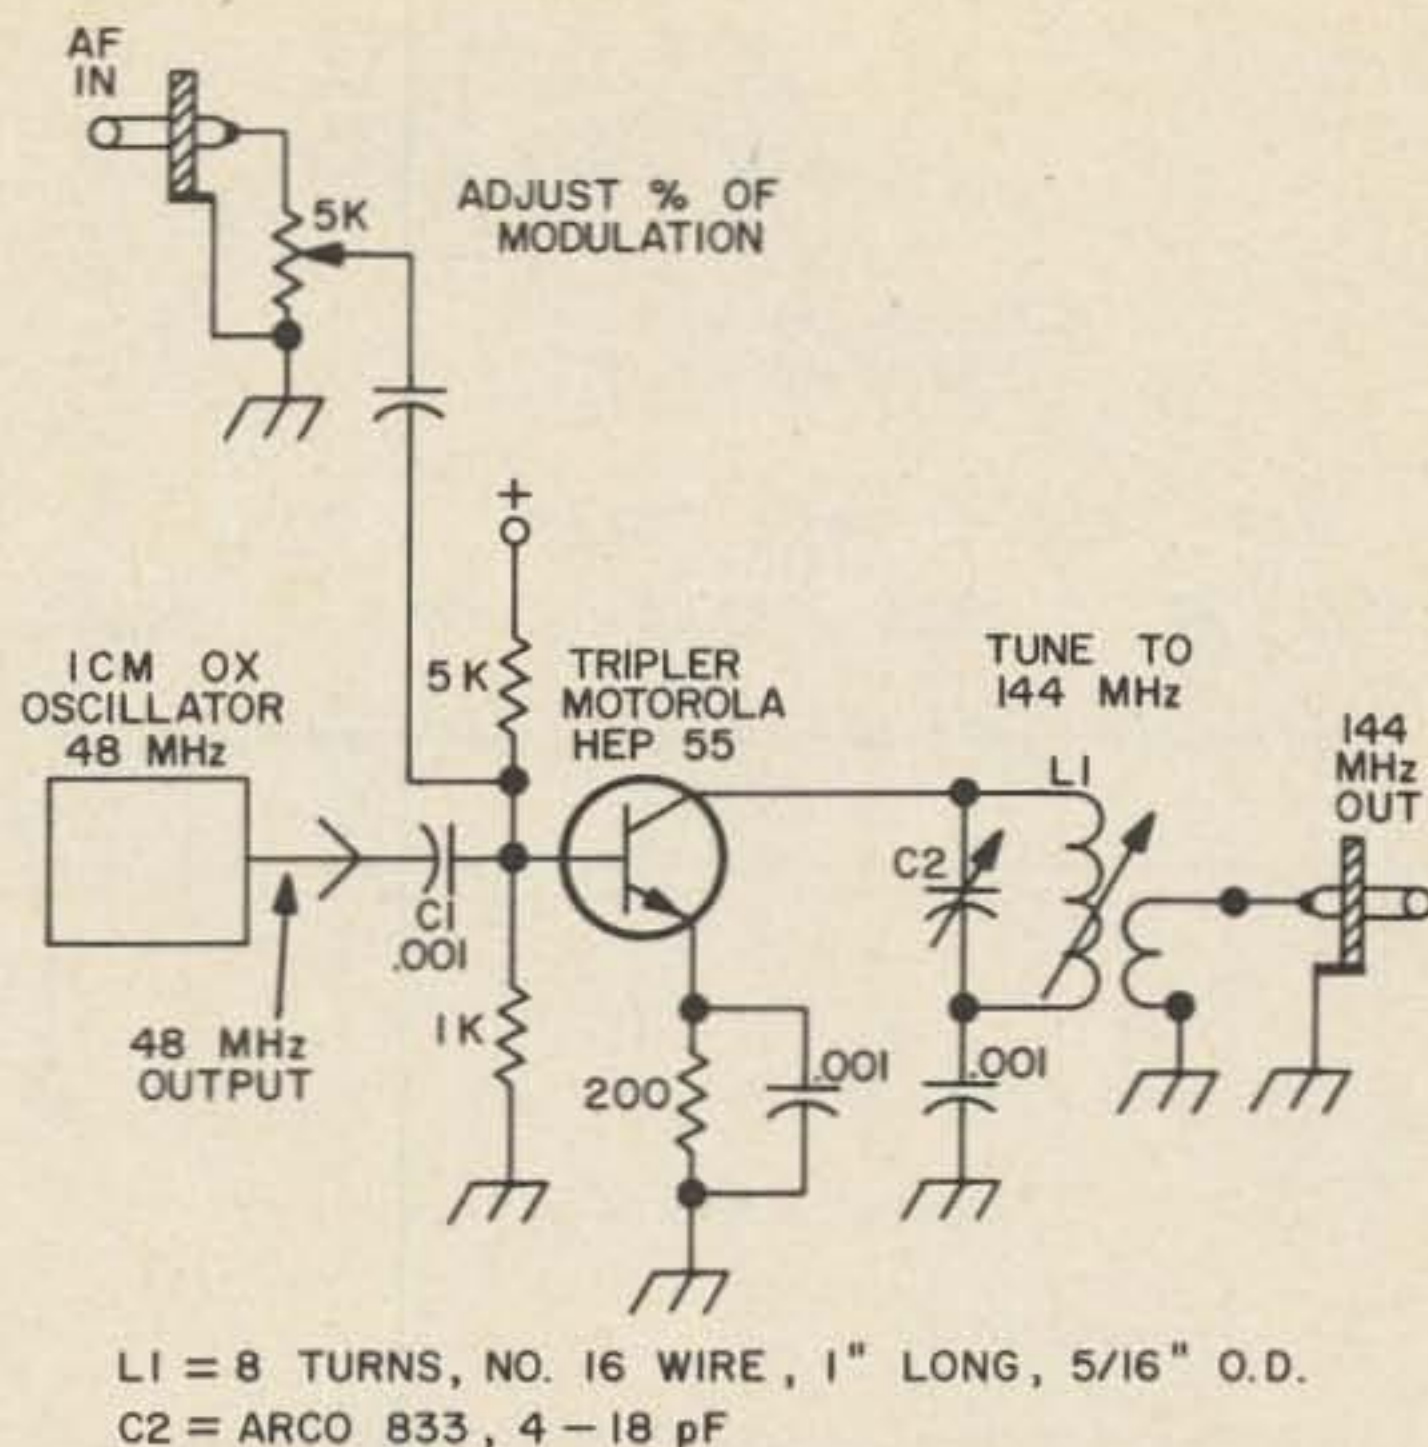 AF
IN
5K
ADJUST % OF
MODULATION
+
5K
TRIPLER
MOTOROLA
HEP 55
TUNE TO
144 MHz
ICM OX
OSCILLATOR
48 MHz
L1
144
MHz
OUT
C2
C1
.001
48 MHz
OUTPUT
1K
200
.001
.001
L1 = 8 TURNS, NO. 16 WIRE, 1" LONG, 5/16" O.D.
C2 = ARCO 833, 4 – 18 pF